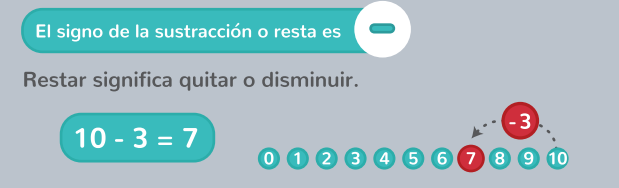 El signo de la sustracción o resta es -
Restar significa quitar o disminuir.
10 - 3 = 7
-3
0 1 2 3 4 5 6 7 8 9 10